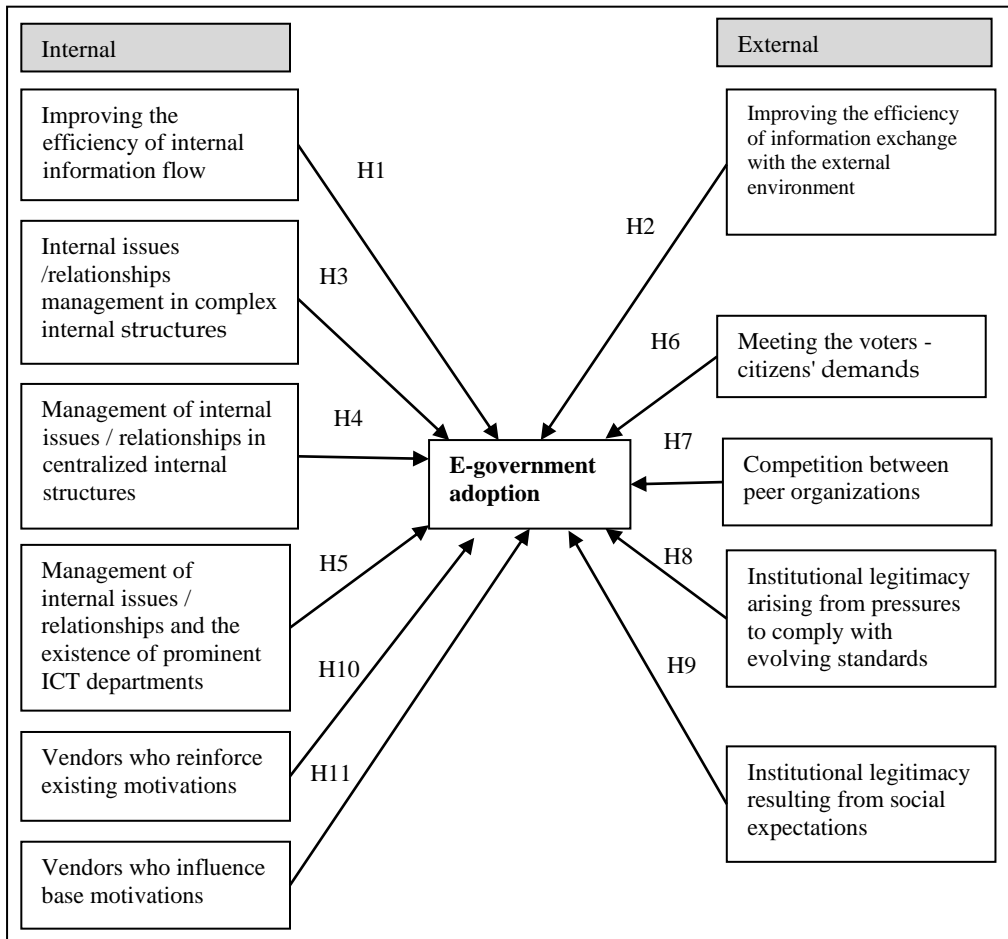 Internal
Improving the
efficiency of internal
information flow
H1
Internal issues
/relationships
management in complex
internal structures
H3
Management of internal
issues / relationships in
centralized internal
structures
H4
Management of
internal issues /
relationships and the
existence of prominent
ICT departments
H5
Vendors who reinforce
existing motivations
H10
Vendors who influence
base motivations
H11
E-government
adoption
External
Improving the efficiency
of information exchange
with the external
environment
H2
Meeting the voters -
citizens' demands
H6
Competition between
peer organizations
H7
Institutional legitimacy
arising from pressures
to comply with
evolving standards
H8
Institutional legitimacy
resulting from social
expectations
H9